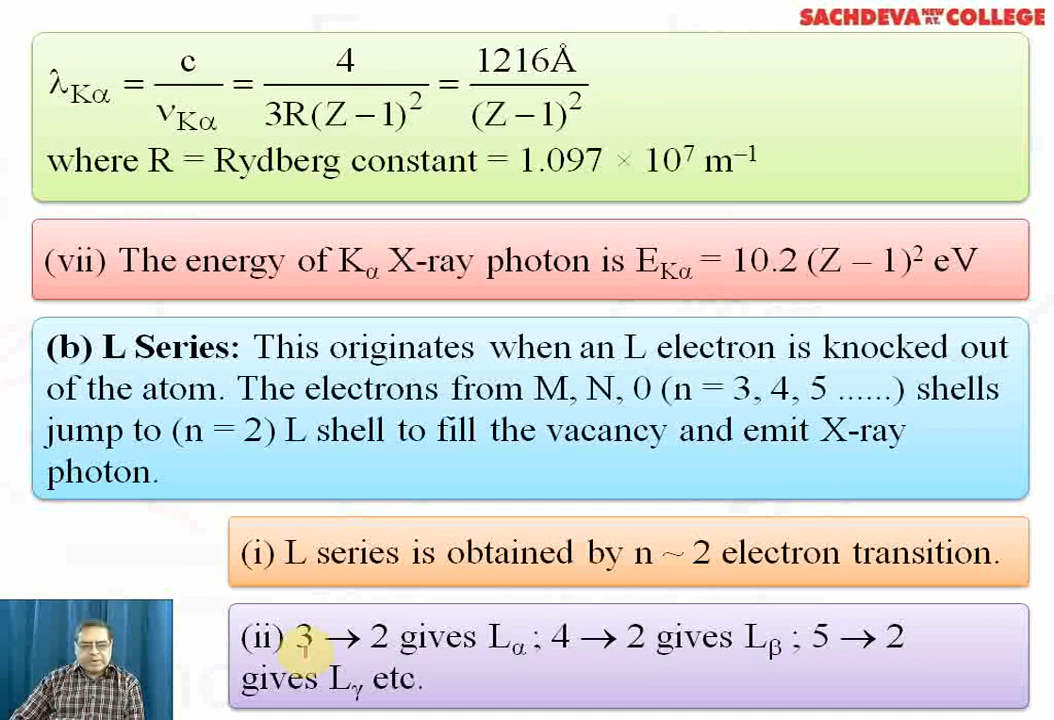 SACHDEVA NEW P.T. COLLEGE
λKα = c / νKα = 4 / 3R(Z – 1)² = 1216Å / (Z – 1)²
where R = Rydberg constant = 1.097 × 10⁷ m⁻¹
(vii) The energy of Kα X-ray photon is EKα = 10.2 (Z – 1)² eV
(b) L Series: This originates when an L electron is knocked out
of the atom. The electrons from M, N, 0 (n = 3, 4, 5 ......) shells
jump to (n = 2) L shell to fill the vacancy and emit X-ray
photon.
(i) L series is obtained by n ~ 2 electron transition.
(ii) 3 → 2 gives Lα ; 4 → 2 gives Lβ ; 5 → 2
gives Lγ etc.